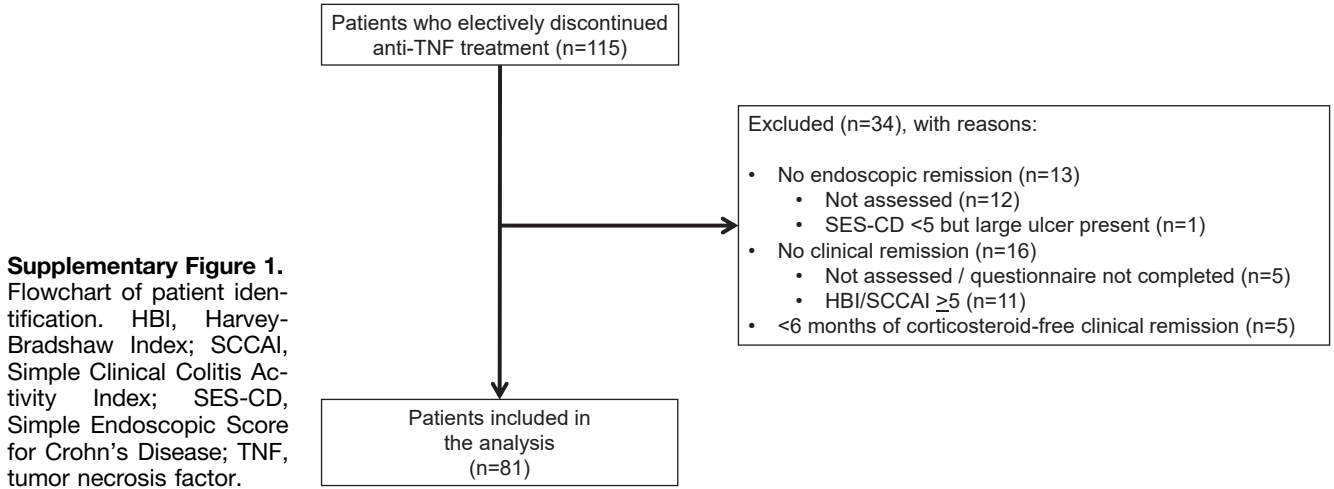 Patients who electively discontinued
anti-TNF treatment (n=115)
Excluded (n=34), with reasons:
• No endoscopic remission (n=13)
• Not assessed (n=12)
• SES-CD <5 but large ulcer present (n=1)
• No clinical remission (n=16)
• Not assessed / questionnaire not completed (n=5)
• HBI/SCCAI ≥5 (n=11)
• <6 months of corticosteroid-free clinical remission (n=5)
Patients included in
the analysis
(n=81)
Supplementary Figure 1.
Flowchart of patient iden-
tification. HBI, Harvey-
Bradshaw Index; SCCAI,
Simple Clinical Colitis Ac-
tivity Index; SES-CD,
Simple Endoscopic Score
for Crohn's Disease; TNF,
tumor necrosis factor.